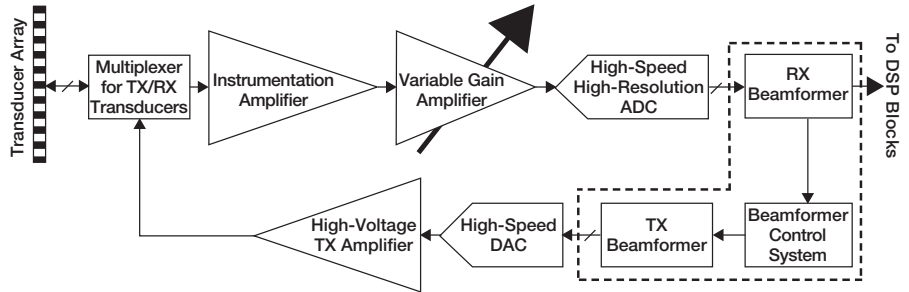 Transducer Array
Multiplexer
for TX/RX
Transducers
Instrumentation
Amplifier
Variable Gain
Amplifier
High-Speed
High-Resolution
ADC
RX
Beamformer
To DSP Blocks
High-Voltage
TX Amplifier
High-Speed
DAC
TX
Beamformer
Beamformer
Control
System